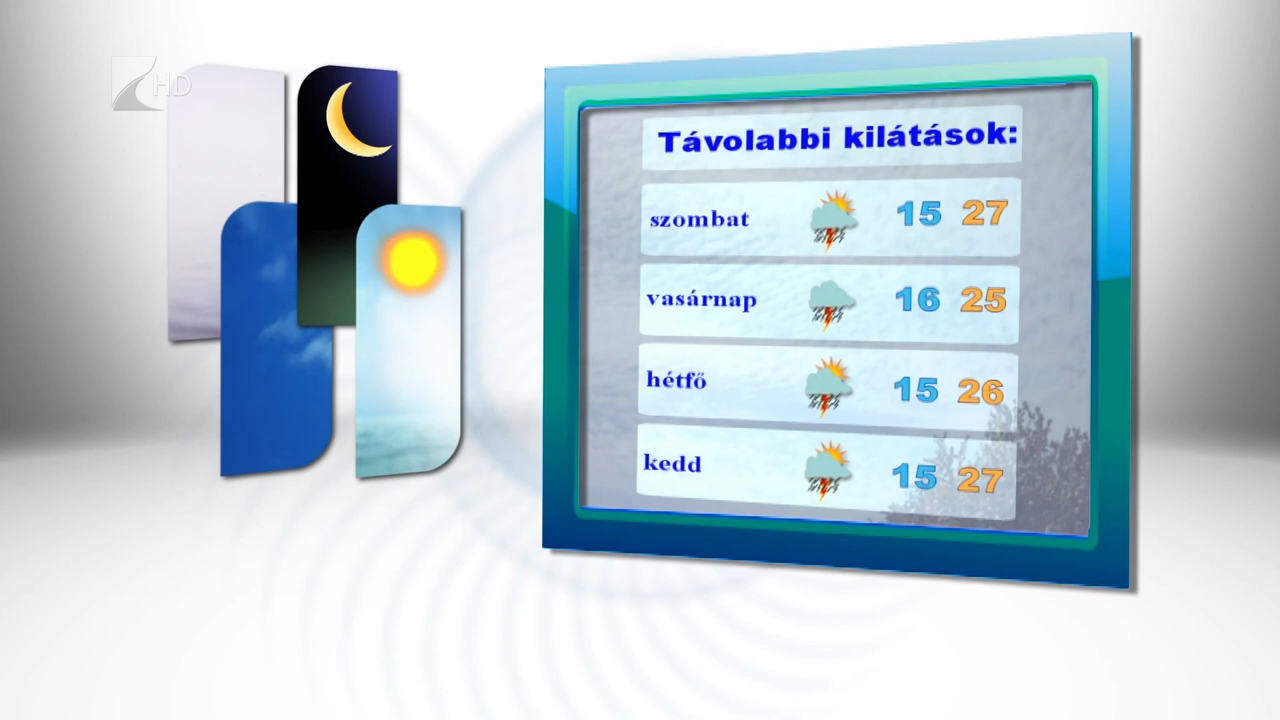 HD
Távolabbi kilátások:
szombat 15 27
vasárnap 16 25
hétfő 15 26
kedd 15 27